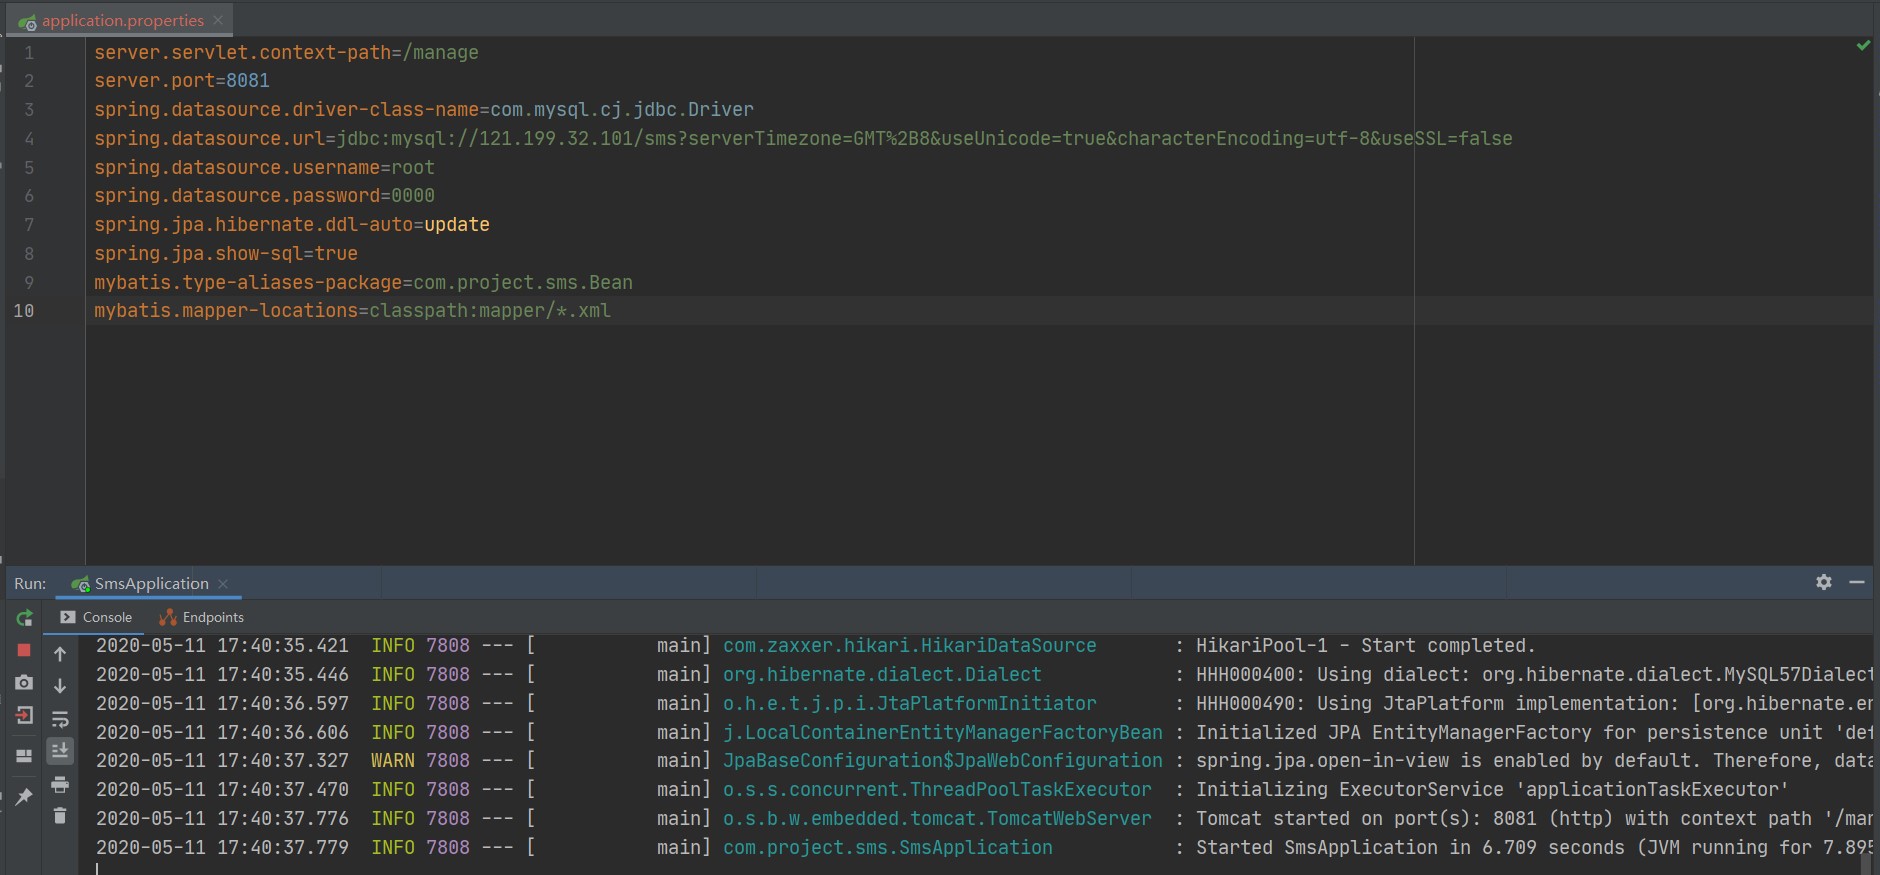 application.properties
1 server.servlet.context-path=/manage
2 server.port=8081
3 spring.datasource.driver-class-name=com.mysql.cj.jdbc.Driver
4 spring.datasource.url=jdbc:mysql://121.199.32.101/sms?serverTimezone=GMT%2B8&useUnicode=true&characterEncoding=utf-8&useSSL=false
5 spring.datasource.username=root
6 spring.datasource.password=0000
7 spring.jpa.hibernate.ddl-auto=update
8 spring.jpa.show-sql=true
9 mybatis.type-aliases-package=com.project.sms.Bean
10 mybatis.mapper-locations=classpath:mapper/*.xml
Run: SmsApplication
Console Endpoints
2020-05-11 17:40:35.421  INFO 7808 --- [           main] com.zaxxer.hikari.HikariDataSource       : HikariPool-1 - Start completed.
2020-05-11 17:40:35.446  INFO 7808 --- [           main] org.hibernate.dialect.Dialect            : HHH000400: Using dialect: org.hibernate.dialect.MySQL57Dialect
2020-05-11 17:40:36.597  INFO 7808 --- [           main] o.h.e.t.j.p.i.JtaPlatformInitiator       : HHH000490: Using JtaPlatform implementation: [org.hibernate.en
2020-05-11 17:40:36.606  INFO 7808 --- [           main] j.LocalContainerEntityManagerFactoryBean : Initialized JPA EntityManagerFactory for persistence unit 'def
2020-05-11 17:40:37.327  WARN 7808 --- [           main] JpaBaseConfiguration$JpaWebConfiguration : spring.jpa.open-in-view is enabled by default. Therefore, data
2020-05-11 17:40:37.470  INFO 7808 --- [           main] o.s.s.concurrent.ThreadPoolTaskExecutor  : Initializing ExecutorService 'applicationTaskExecutor'
2020-05-11 17:40:37.776  INFO 7808 --- [           main] o.s.b.w.embedded.tomcat.TomcatWebServer  : Tomcat started on port(s): 8081 (http) with context path '/man
2020-05-11 17:40:37.779  INFO 7808 --- [           main] com.project.sms.SmsApplication           : Started SmsApplication in 6.709 seconds (JVM running for 7.895